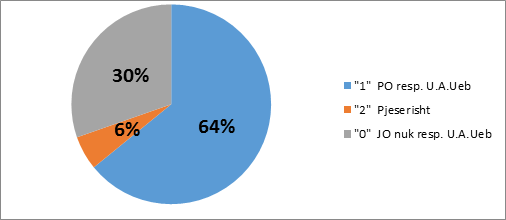 30%
6%
64%
"1" PO resp. U.A.Ueb
"2" Pjeserisht
"0" JO nuk resp. U.A.Ueb